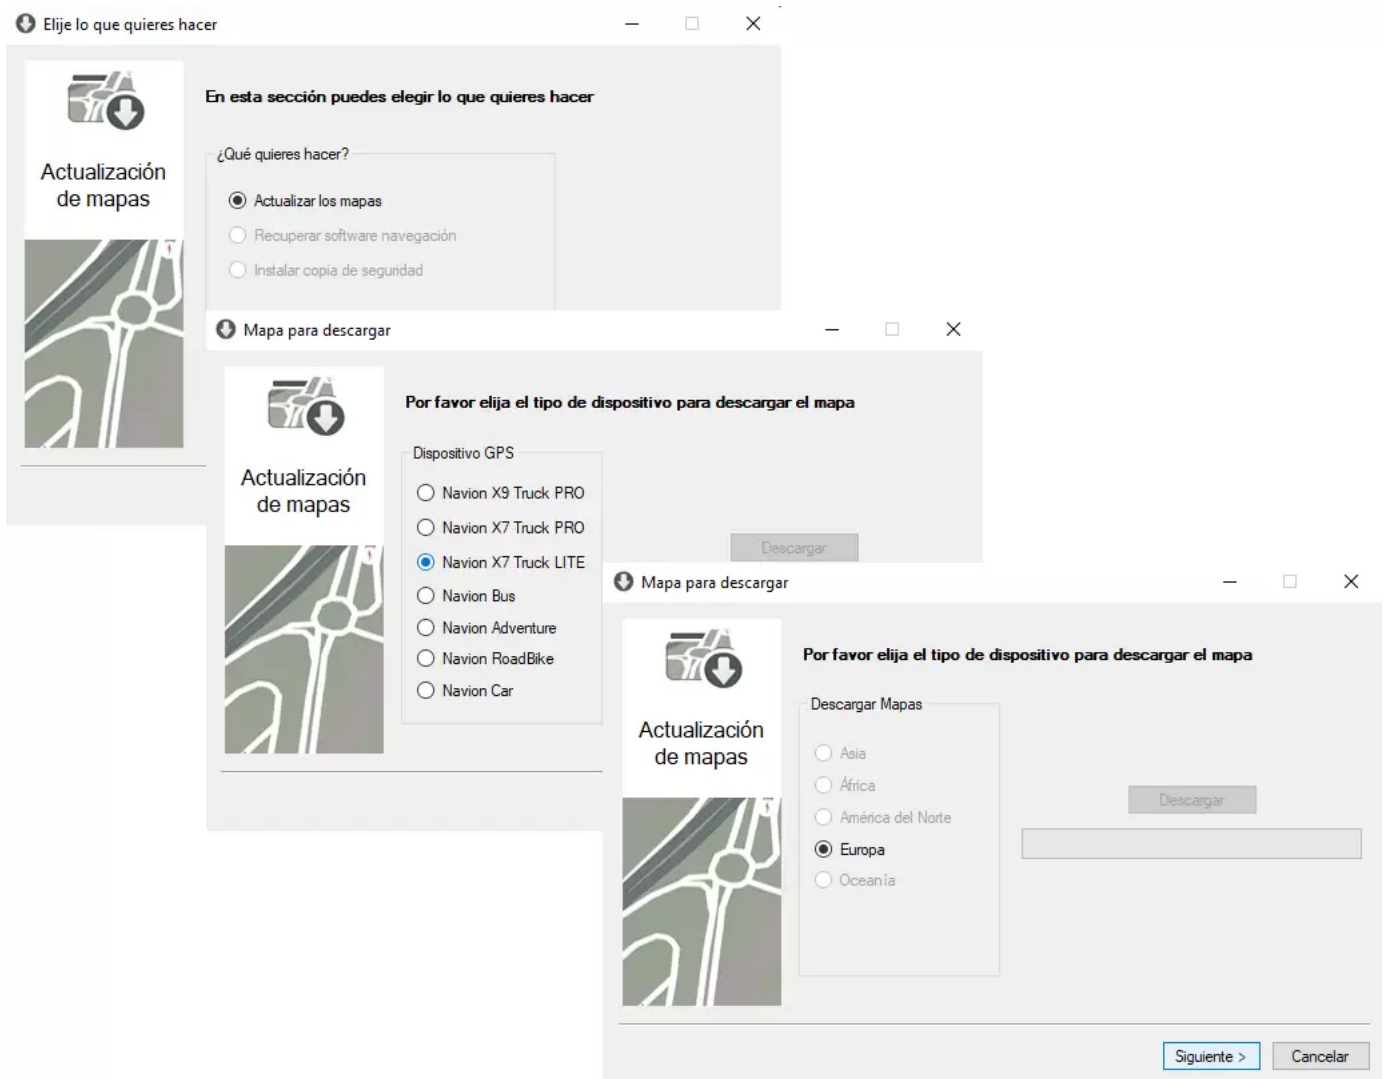 Elije lo que quieres hacer
Actualización
de mapas
En esta sección puedes elegir lo que quieres hacer
¿Qué quieres hacer?
Actualizar los mapas
Recuperar software navegación
Instalar copia de seguridad
Mapa para descargar
Actualización
de mapas
Por favor elija el tipo de dispositivo para descargar el mapa
Dispositivo GPS
Navion X9 Truck PRO
Navion X7 Truck PRO
Navion X7 Truck LITE
Navion Bus
Navion Adventure
Navion RoadBike
Navion Car
Descargar
Mapa para descargar
Actualización
de mapas
Por favor elija el tipo de dispositivo para descargar el mapa
Descargar Mapas
Asia
África
América del Norte
Europa
Oceanía
Descargar
Siguiente >
Cancelar